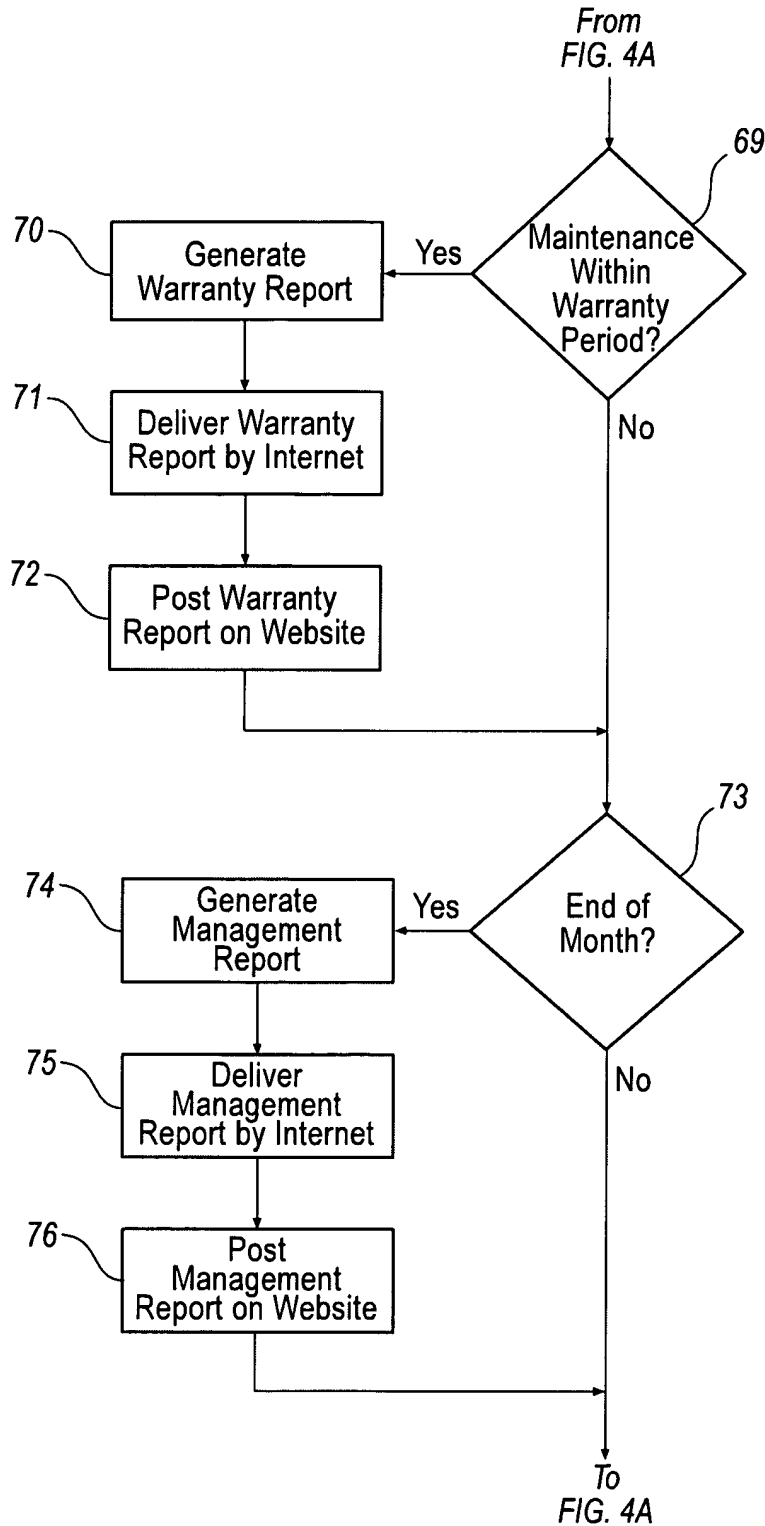 From
FIG. 4A
69
Maintenance
Within
Warranty
Period?
Yes
No
70
Generate
Warranty Report
71
Deliver Warranty
Report by Internet
72
Post Warranty
Report on Website
73
End of
Month?
Yes
No
74
Generate
Management
Report
75
Deliver
Management
Report by Internet
76
Post
Management
Report on Website
To
FIG. 4A